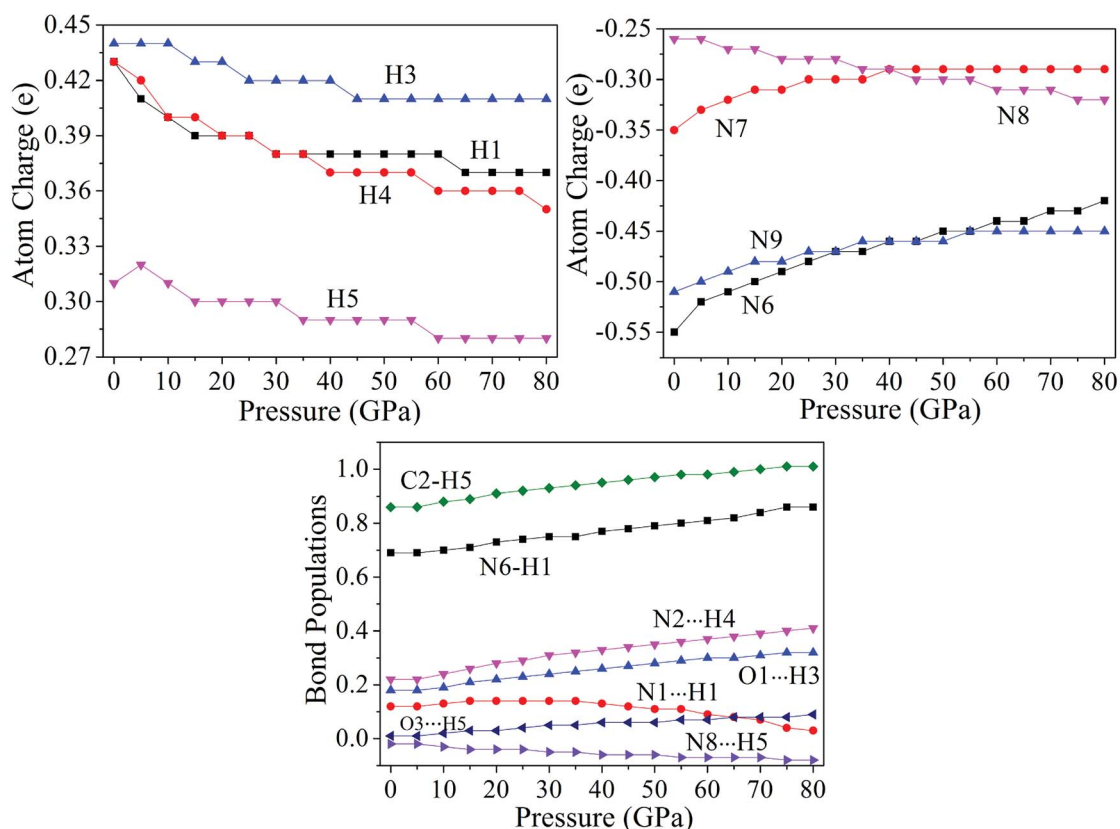 0.45
0.42
0.39
0.36
0.33
0.30
0.27
Atom Charge (e)
H3
H1
H4
H5
0 10 20 30 40 50 60 70 80
Pressure (GPa)
-0.25
-0.30
-0.35
-0.40
-0.45
-0.50
-0.55
Atom Charge (e)
N7
N8
N9
N6
0 10 20 30 40 50 60 70 80
Pressure (GPa)
1.0
0.8
0.6
0.4
0.2
0.0
Bond Populations
C2-H5
N6-H1
N2···H4
O1···H3
N1···H1
O3···H5
N8···H5
0 10 20 30 40 50 60 70 80
Pressure (GPa)